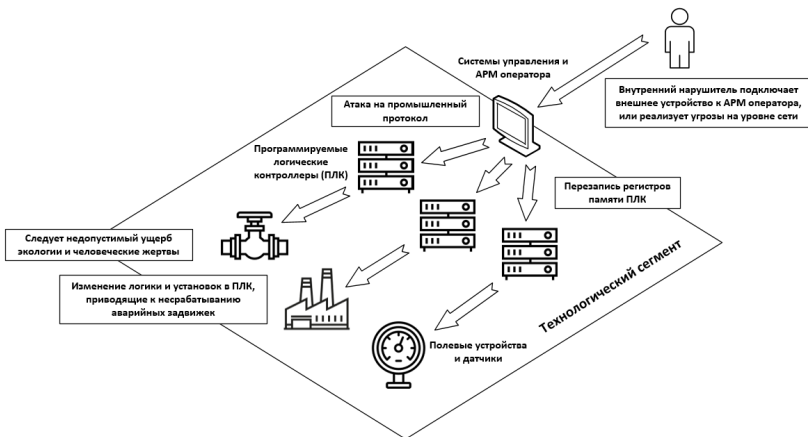 Системы управления и
АРМ оператора
Внутренний нарушитель подключает
внешнее устройство к АРМ оператора,
или реализует угрозы на уровне сети
Атака на промышленный
протокол
Программируемые
логические
контроллеры (ПЛК)
Перезапись регистров
памяти ПЛК
Следует недопустимый ущерб
экологии и человеческие жертвы
Изменение логики и установок в ПЛК,
приводящие к несрабатыванию
аварийных задвижек
Технологический сегмент
Полевые устройства
и датчики